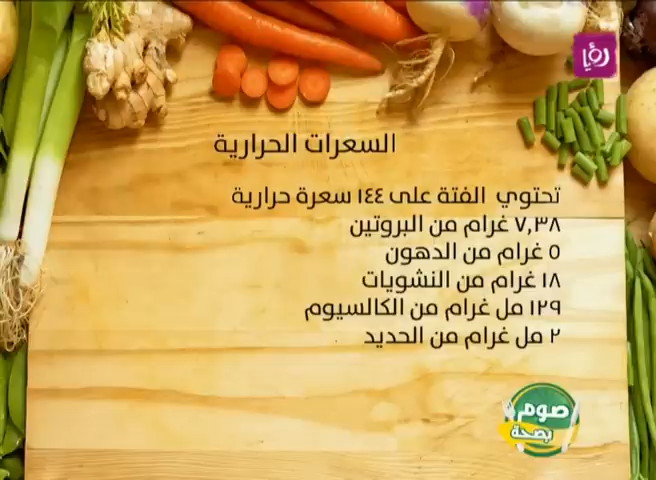 رؤيا
السعرات الحرارية
تحتوي الفتة على ١٤٤ سعرة حرارية
٧,٣٨ غرام من البروتين
٥ غرام من الدهون
١٨ غرام من النشويات
١٢٩ مل غرام من الكالسيوم
٢ مل غرام من الحديد
صوم
بصحة